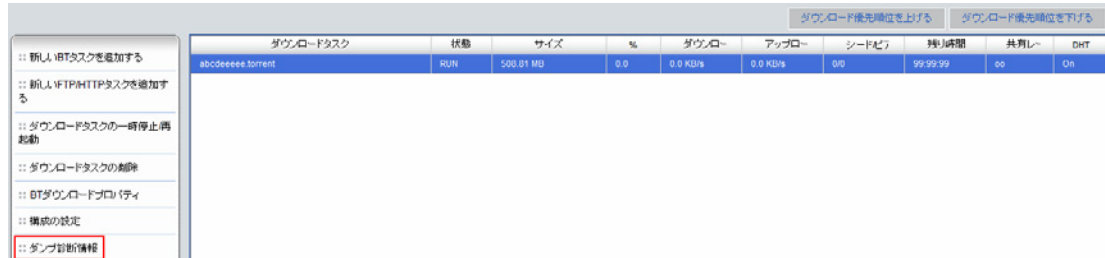 ダウンロード優先順位を上げる ダウンロード優先順位を下げる
ダウンロードタスク 状態 サイズ % ダウンロー アップロー シード/ピア 残り時間 共有レー DHT
abcdeeeee.torrent RUN 508.81 MB 0.0 0.0 KB/s 0.0 KB/s 0/0 99:99:99 oo On
:: 新しいBTタスクを追加する
:: 新しいFTP/HTTPタスクを追加す
る
:: ダウンロードタスクの一時停止/再
起動
:: ダウンロードタスクの削除
:: BTダウンロードプロパティ
:: 構成の設定
:: ダンプ診断情報